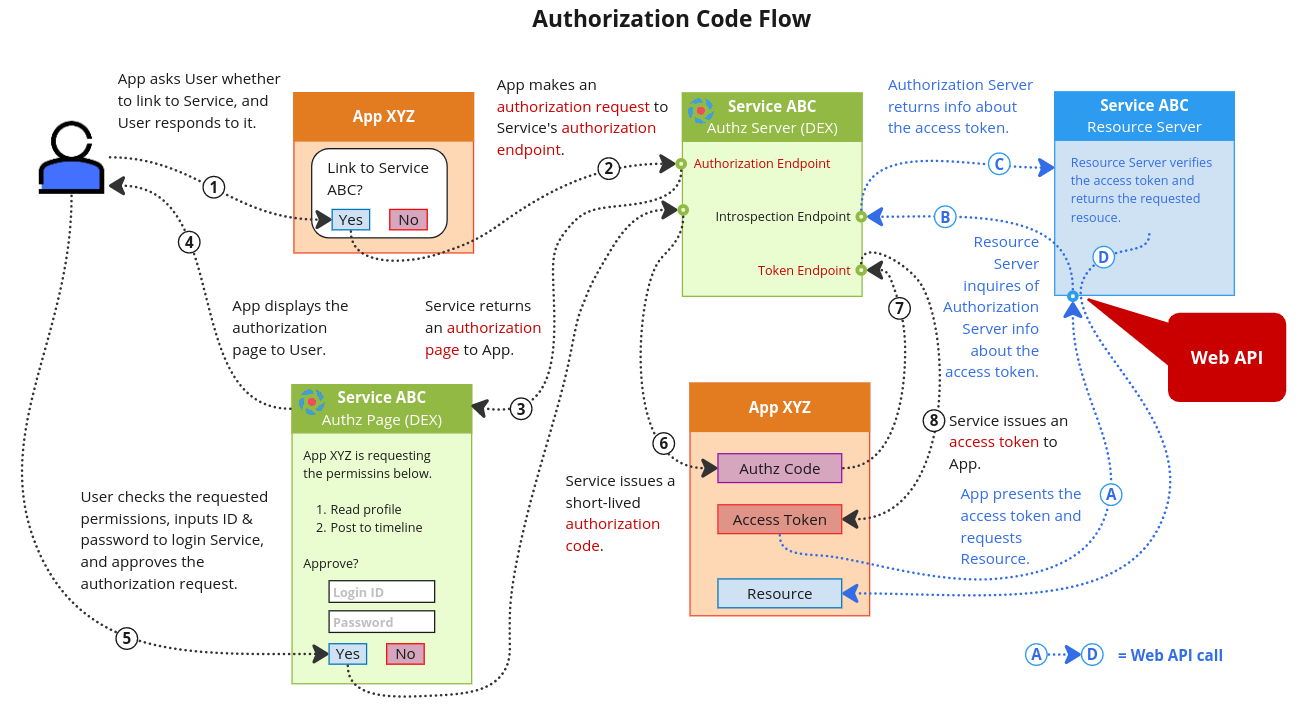 Authorization Code Flow
App asks User whether
to link to Service, and
User responds to it.
App XYZ
Link to Service
ABC?
Yes
No
1
4
App makes an
authorization request to
Service's authorization
endpoint.
2
Service ABC
Authz Server (DEX)
Authorization Endpoint
Introspection Endpoint
Token Endpoint
Authorization Server
returns info about
the access token.
C
B
Service ABC
Resource Server
Resource Server verifies
the access token and
returns the requested
resouce.
D
Resource
Server
inquires of
Authorization
Server info
about the
access token.
Web API
7
App displays the
authorization
page to User.
Service returns
an authorization
page to App.
3
Service ABC
Authz Page (DEX)
App XYZ is requesting
the permissins below.
1. Read profile
2. Post to timeline
Approve?
Login ID
Password
Yes
No
User checks the requested
permissions, inputs ID &
password to login Service,
and approves the
authorization request.
5
Service issues a
short-lived
authorization
code.
6
App XYZ
Authz Code
Access Token
Resource
8
Service issues an
access token to
App.
App presents the
access token and
requests
Resource.
A
A D = Web API call